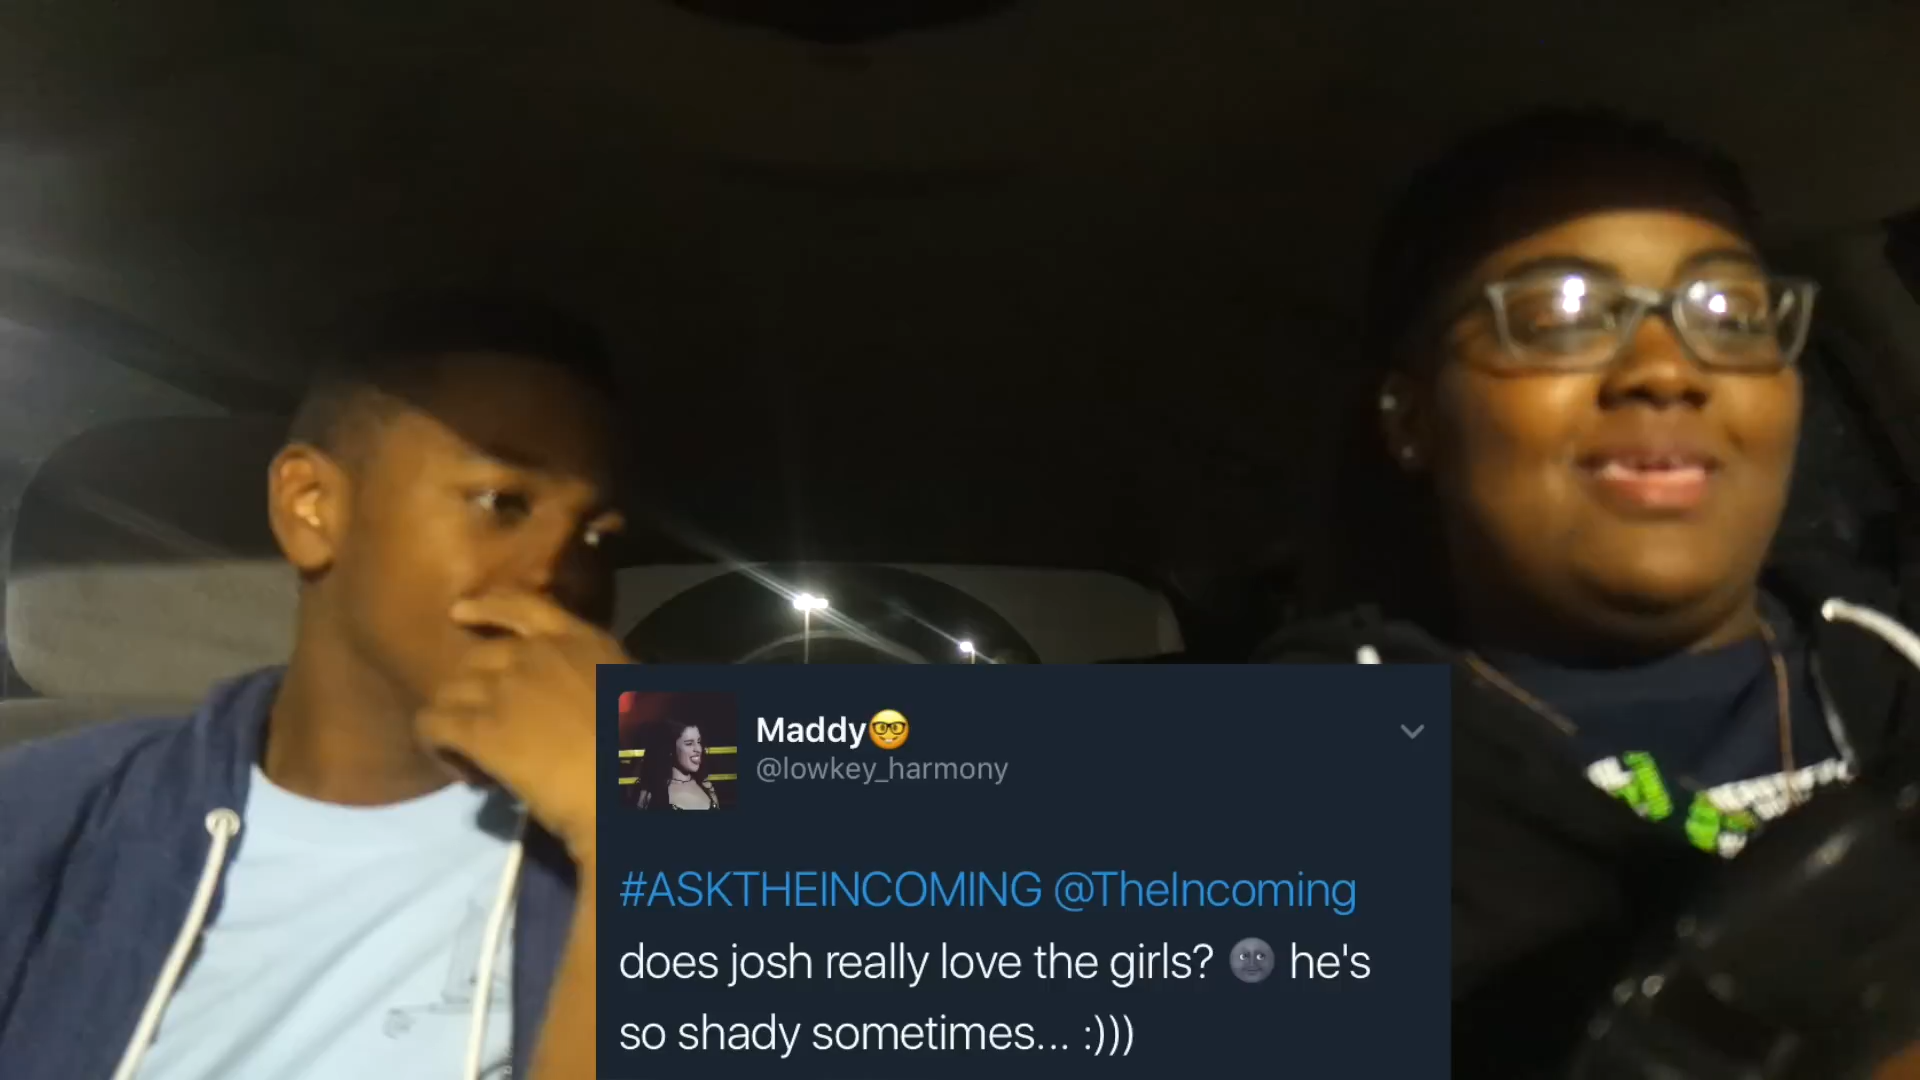 Maddy🤓
@lowkey_harmony
#ASKTHEINCOMING @TheIncoming
does josh really love the girls? 🌚 he's
so shady sometimes... :)))